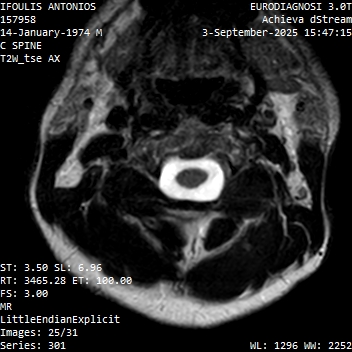 IFOULIS ANTONIOS
157958
14-January-1974 M
C SPINE
T2W_tse AX
EURODIAGNOSI 3.0T
Achieva dStream
3-September-2025 15:47:15
ST: 3.50 SL: 6.96
RT: 3465.28 ET: 100.00
FS: 3.00
MR
LittleEndianExplicit
Images: 25/31
Series: 301
WL: 1296 WW: 2252